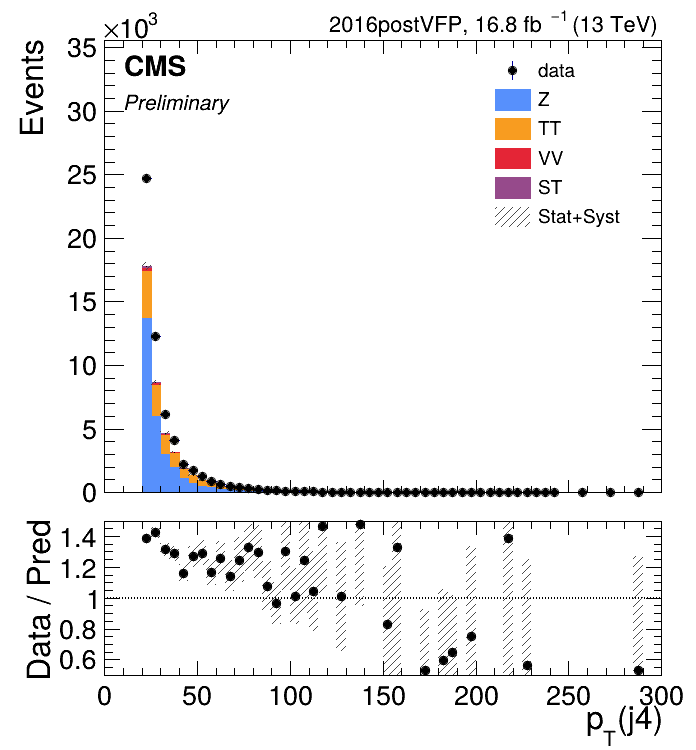 ×10³
2016postVFP, 16.8 fb⁻¹ (13 TeV)
Events
35
30
25
20
15
10
5
0
CMS
Preliminary
data
Z
TT
VV
ST
Stat+Syst
Data / Pred
1.4
1.2
1
0.8
0.6
0 50 100 150 200 250 300
p_T(j4)